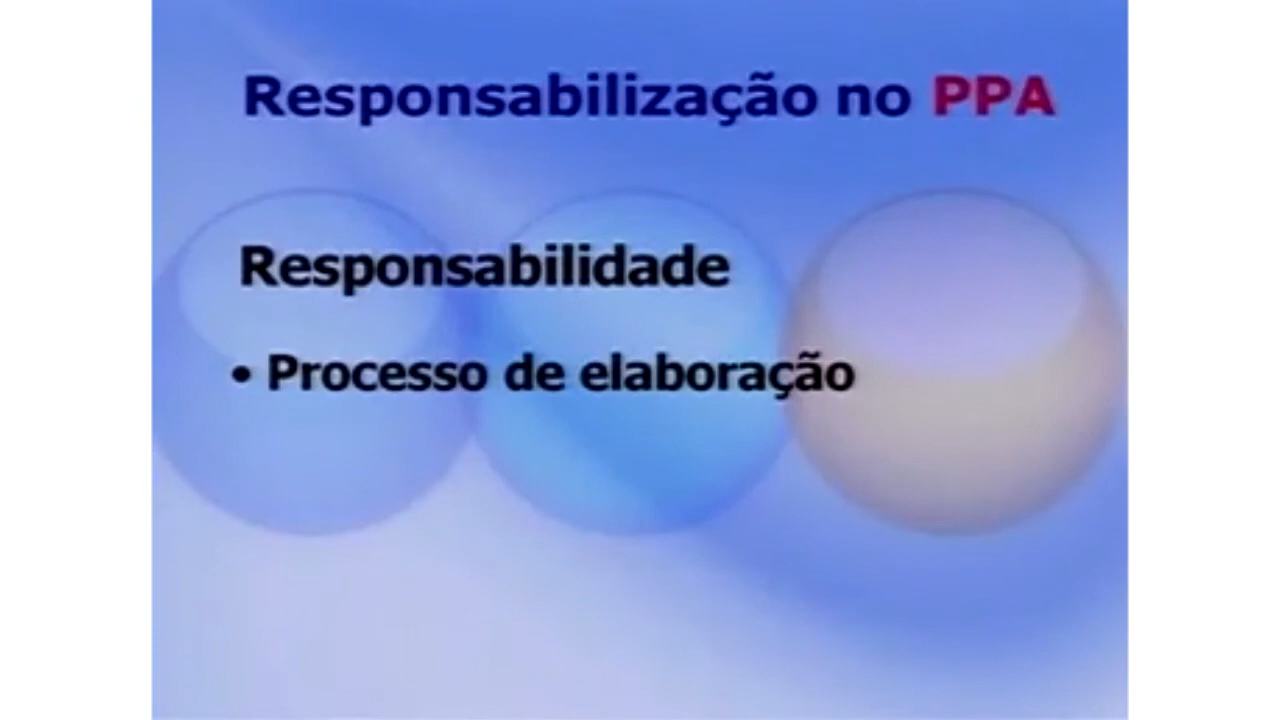 Responsabilização no PPA
Responsabilidade
• Processo de elaboração